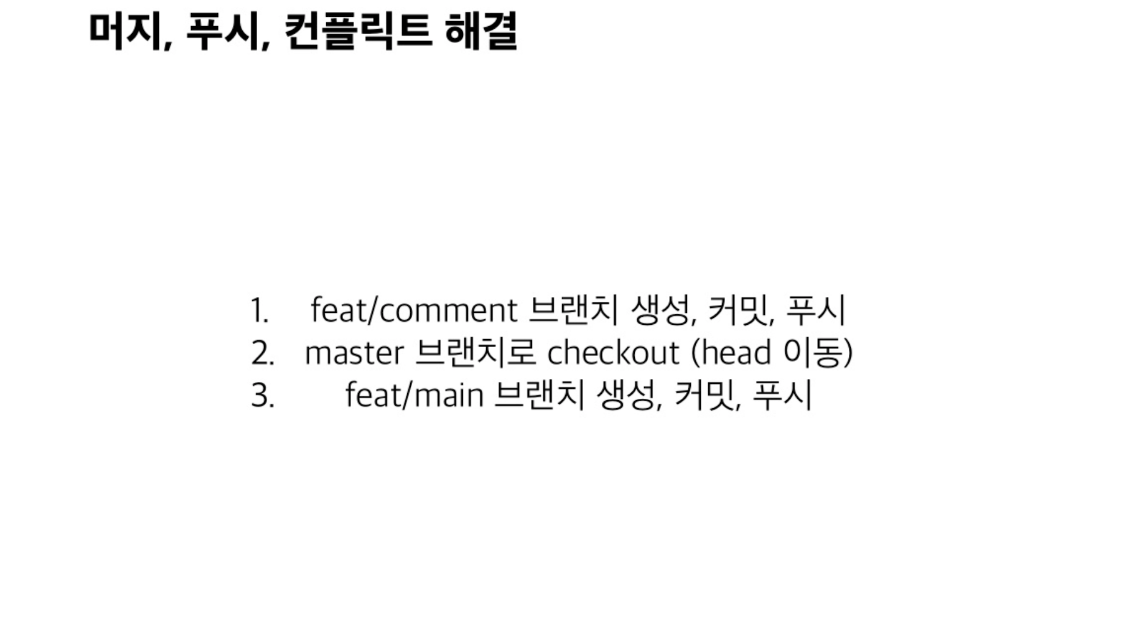 머지, 푸시, 컨플릭트 해결
1. feat/comment 브랜치 생성, 커밋, 푸시
2. master 브랜치로 checkout (head 이동)
3. feat/main 브랜치 생성, 커밋, 푸시